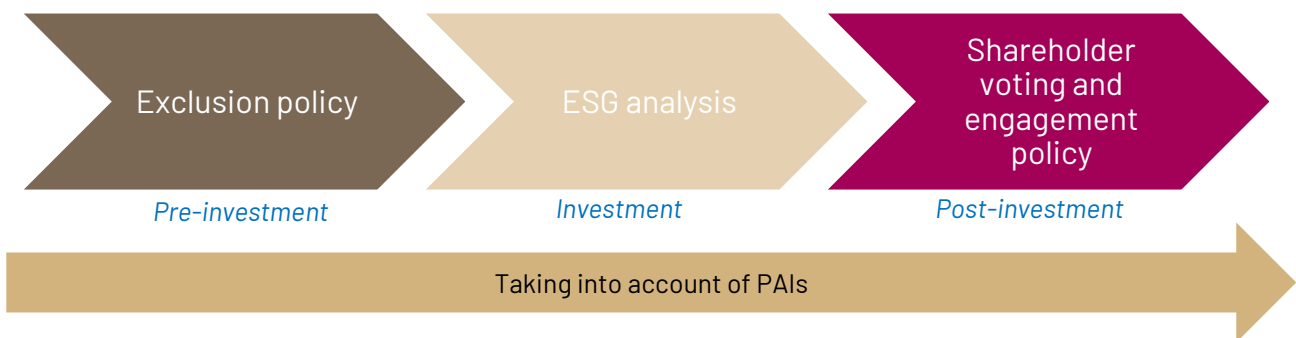 Exclusion policy
ESG analysis
Shareholder
voting and
engagement
policy
Pre-investment
Investment
Post-investment
Taking into account of PAIs